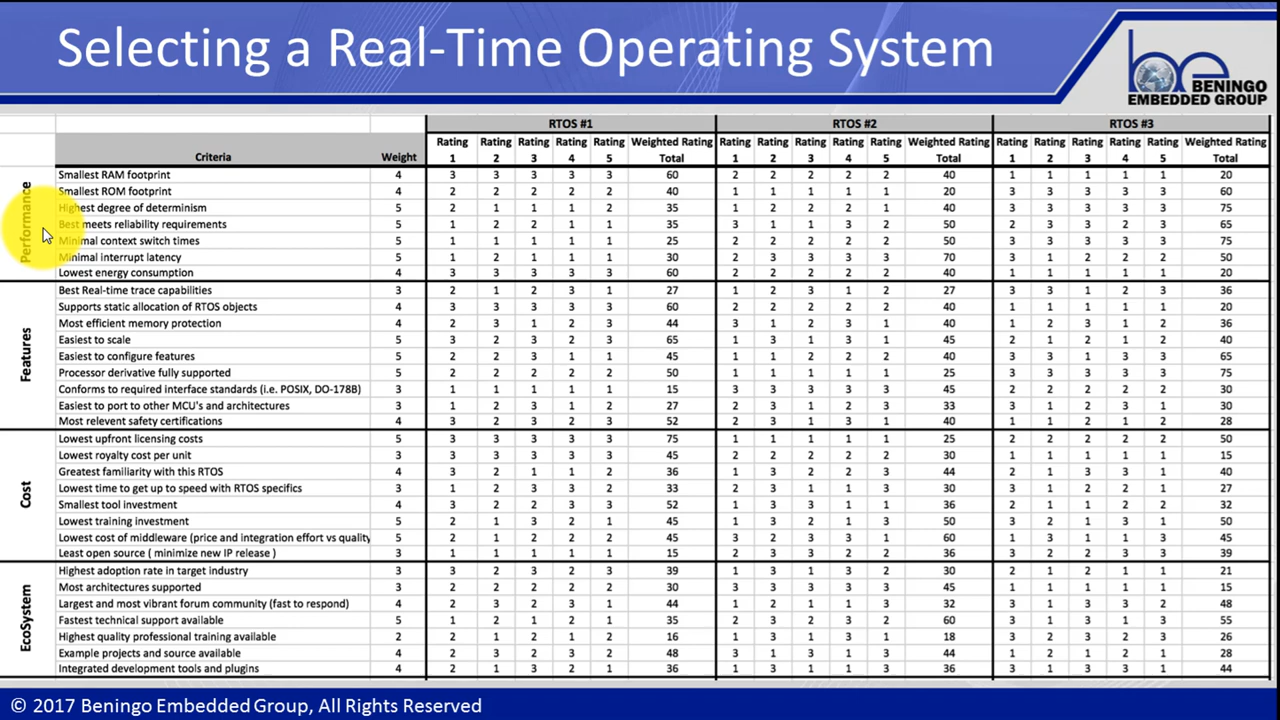 Selecting a Real-Time Operating System
be
BENINGO
EMBEDDED GROUP
RTOS #1 RTOS #2 RTOS #3
Rating Rating Rating Rating Rating Weighted Rating Rating Rating Rating Rating Rating Weighted Rating Rating Rating Rating Rating Rating Weighted Rating
Criteria Weight 1 2 3 4 5 Total 1 2 3 4 5 Total 1 2 3 4 5 Total
Performance
Smallest RAM footprint 4 3 3 3 3 3 60 2 2 2 2 2 40 1 1 1 1 1 20
Smallest ROM footprint 4 2 2 2 2 2 40 1 1 1 1 1 20 3 3 3 3 3 60
Highest degree of determinism 5 2 1 1 1 2 35 1 2 2 2 1 40 3 3 3 3 3 75
Best meets reliability requirements 5 1 2 2 1 1 35 3 1 1 3 2 50 2 3 3 2 3 65
Minimal context switch times 5 1 1 1 1 1 25 2 2 2 2 2 50 3 3 3 3 3 75
Minimal interrupt latency 5 1 2 1 1 1 30 2 3 3 3 3 70 3 1 2 2 2 50
Lowest energy consumption 4 3 3 3 3 3 60 2 2 2 2 2 40 1 1 1 1 1 20
Features
Best Real-time trace capabilities 3 2 1 2 3 1 27 1 2 3 1 2 27 3 3 1 2 3 36
Supports static allocation of RTOS objects 4 3 3 3 3 3 60 2 2 2 2 2 40 1 1 1 1 1 20
Most efficient memory protection 4 2 3 1 2 3 44 3 1 2 3 1 40 1 2 3 1 2 36
Easiest to scale 5 3 2 3 2 3 65 1 3 1 3 1 45 2 1 2 1 2 40
Easiest to configure features 5 2 2 3 1 1 45 1 1 2 2 2 40 3 3 1 3 3 65
Processor derivative fully supported 5 2 2 2 2 2 50 1 1 1 1 1 25 3 3 3 3 3 75
Conforms to required interface standards (i.e. POSIX, DO-178B) 3 1 1 1 1 1 15 3 3 3 3 3 45 2 2 2 2 2 30
Easiest to port to other MCU's and architectures 3 1 2 3 1 2 27 2 3 1 2 3 33 3 1 2 3 1 30
Most relevant safety certifications 4 3 2 3 2 3 52 2 3 1 3 1 40 1 1 2 1 2 28
Cost
Lowest upfront licensing costs 5 3 3 3 3 3 75 1 1 1 1 1 25 2 2 2 2 2 50
Lowest royalty cost per unit 3 3 3 3 3 3 45 2 2 2 2 2 30 1 1 1 1 1 15
Greatest familiarity with this RTOS 4 3 2 1 1 2 36 1 3 2 2 3 44 2 1 3 3 1 40
Lowest time to get up to speed with RTOS specifics 3 1 2 3 3 2 33 2 3 1 1 3 30 3 1 2 2 1 27
Smallest tool investment 4 3 2 2 3 3 52 1 3 3 1 1 36 2 1 1 2 2 32
Lowest training investment 5 2 1 3 2 1 45 1 3 2 1 3 50 3 2 1 3 1 50
Lowest cost of middleware (price and integration effort vs quality 5 2 1 2 2 2 45 3 2 3 3 1 60 1 3 1 1 3 45
Least open source ( minimize new IP release ) 3 1 1 1 1 1 15 2 3 3 2 2 36 3 2 2 3 3 39
EcoSystem
Highest adoption rate in target industry 3 3 2 3 2 3 39 1 3 1 3 2 30 2 1 2 1 1 21
Most architectures supported 3 2 2 2 2 2 30 3 3 3 3 3 45 1 1 1 1 1 15
Largest and most vibrant forum community (fast to respond) 4 2 3 2 3 1 44 1 2 1 1 3 32 3 1 3 3 2 48
Fastest technical support available 5 1 2 1 2 1 35 2 3 2 3 2 60 3 1 3 1 3 55
Highest quality professional training available 2 2 1 2 1 2 16 1 3 1 3 1 18 3 2 3 2 3 26
Example projects and source available 4 2 3 2 3 2 48 3 1 3 1 3 44 1 2 1 2 1 28
Integrated development tools and plugins 4 2 1 3 2 1 36 1 3 1 3 1 36 3 1 3 3 1 44
© 2017 Beningo Embedded Group, All Rights Reserved